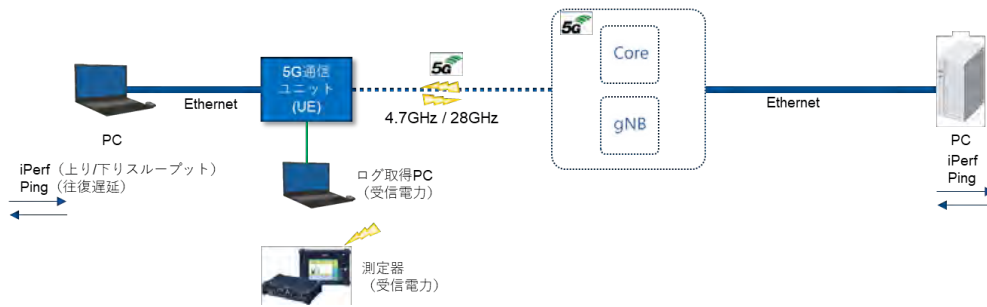 5G
Core
gNB
5G
4.7GHz / 28GHz
5G通信
ユニット
(UE)
Ethernet
Ethernet
PC
iPerf（上り/下りスループット）
Ping（往復遅延）
PC
iPerf
Ping
ログ取得PC
（受信電力）
測定器
（受信電力）